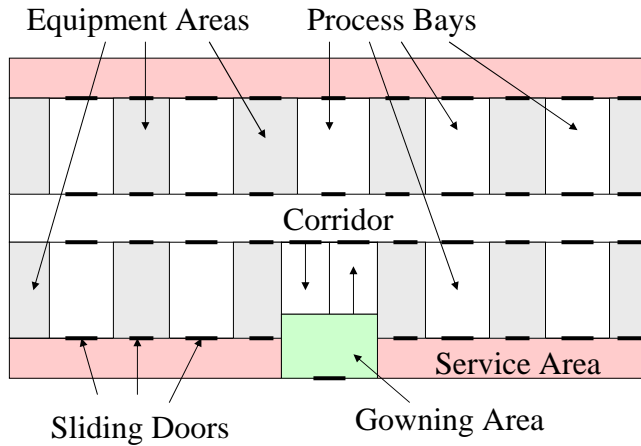 Equipment Areas
Process Bays
Corridor
Service Area
Sliding Doors
Gowning Area